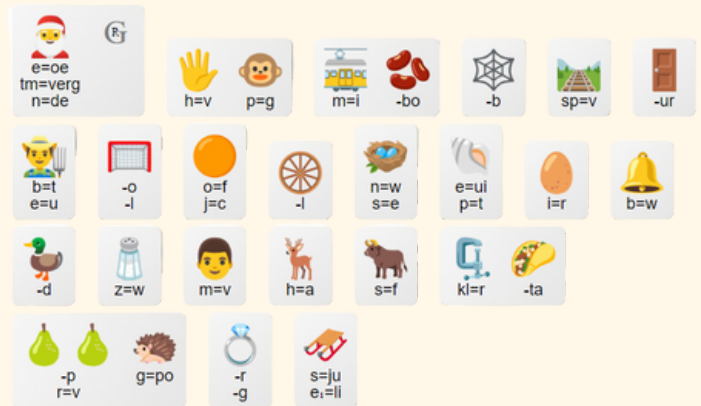 e=oe
tm=verg
n=de
h=v p=g
m=i -bo
-b
sp=v
-ur
b=t
e=u
-o
-l
o=f
j=c
-l
n=w
s=e
e=ui
p=t
i=r
b=w
-d
z=w
m=v
h=a
s=f
kl=r -ta
-p
r=v
g=po
-r
-g
s=ju
e₁=li